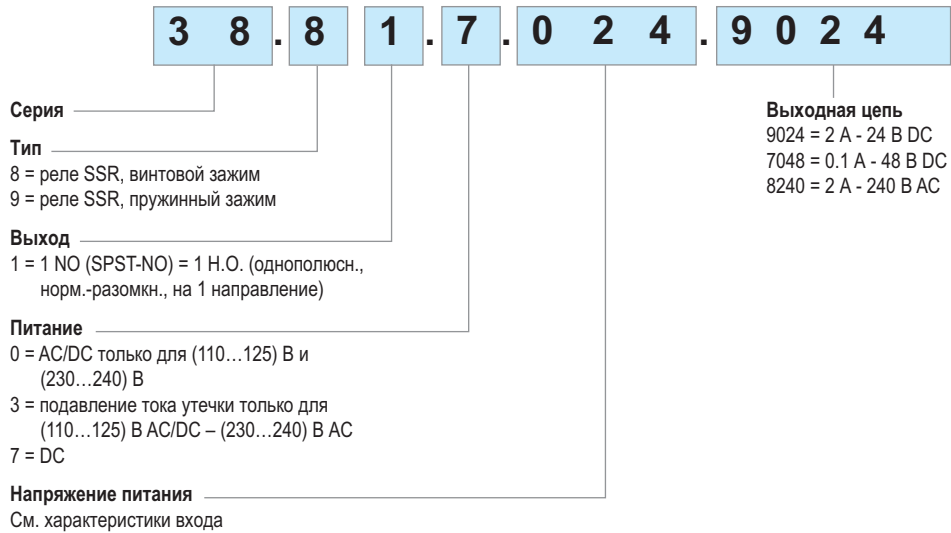 3 8 . 8 1 . 7 . 0 2 4 . 9 0 2 4
Серия
Тип
8 = реле SSR, винтовой зажим
9 = реле SSR, пружинный зажим
Выход
1 = 1 NO (SPST-NO) = 1 Н.О. (однополюсн.,
норм.-разомкн., на 1 направление)
Питание
0 = AC/DC только для (110…125) В и
(230…240) В
3 = подавление тока утечки только для
(110…125) В AC/DC – (230…240) В AC
7 = DC
Напряжение питания
См. характеристики входа
Выходная цепь
9024 = 2 A - 24 В DC
7048 = 0.1 A - 48 В DC
8240 = 2 A - 240 В AC